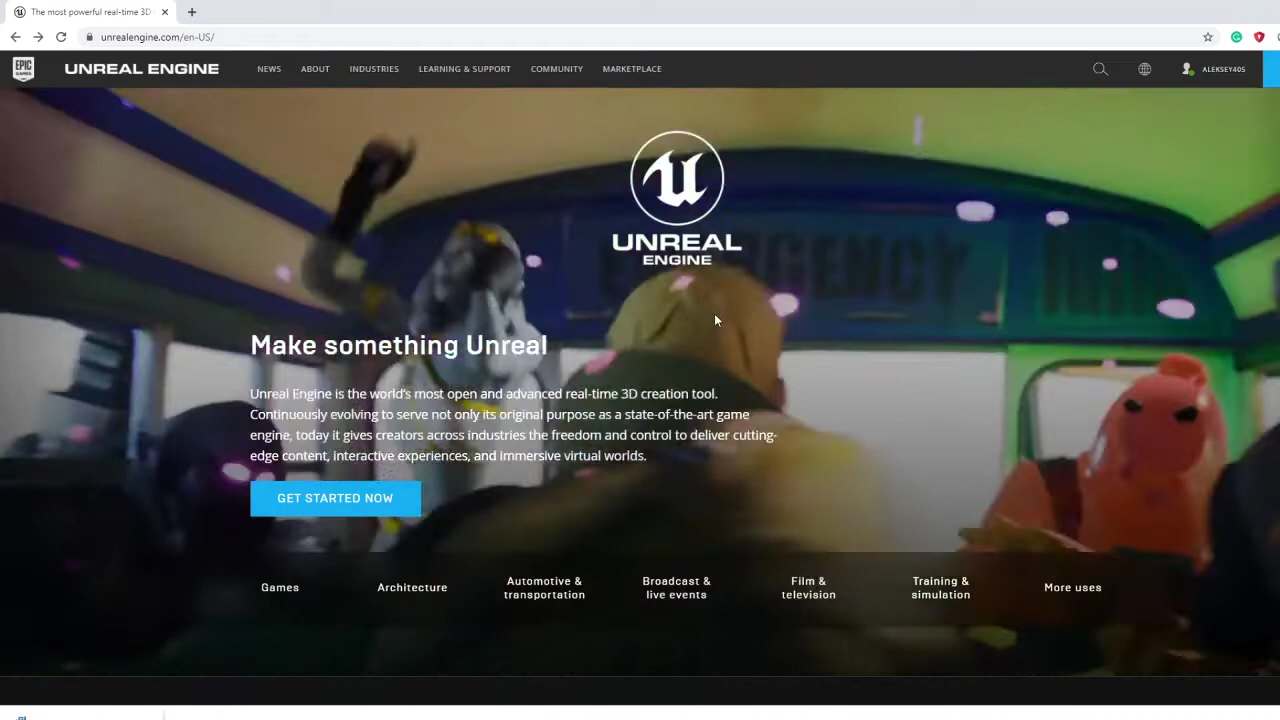 The most powerful real-time 3D
unrealengine.com/en-US/
EPIC GAMES
UNREAL ENGINE
NEWS
ABOUT
INDUSTRIES
LEARNING & SUPPORT
COMMUNITY
MARKETPLACE
ALEKSEY405
UNREAL
ENGINE
Make something Unreal
Unreal Engine is the world's most open and advanced real-time 3D creation tool.
Continuously evolving to serve not only its original purpose as a state-of-the-art game
engine, today it gives creators across industries the freedom and control to deliver cutting-
edge content, interactive experiences, and immersive virtual worlds.
GET STARTED NOW
Games
Architecture
Automotive &
transportation
Broadcast &
live events
Film &
television
Training &
simulation
More uses